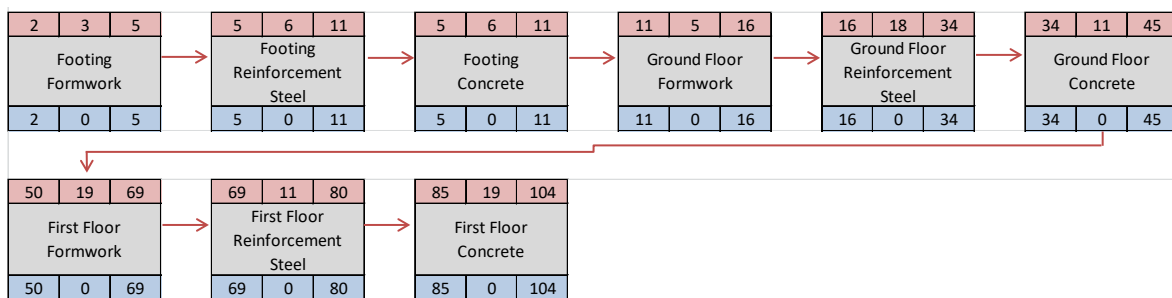 2 3 5 5 6 11 5 6 11 11 5 16 16 18 34 34 11 45
Footing
Formwork
Footing
Reinforcement
Steel
Footing
Concrete
Ground Floor
Formwork
Ground Floor
Reinforcement
Steel
Ground Floor
Concrete
2 0 5 5 0 11 5 0 11 11 0 16 16 0 34 34 0 45
50 19 69 69 11 80 85 19 104
First Floor
Formwork
First Floor
Reinforcement
Steel
First Floor
Concrete
50 0 69 69 0 80 85 0 104